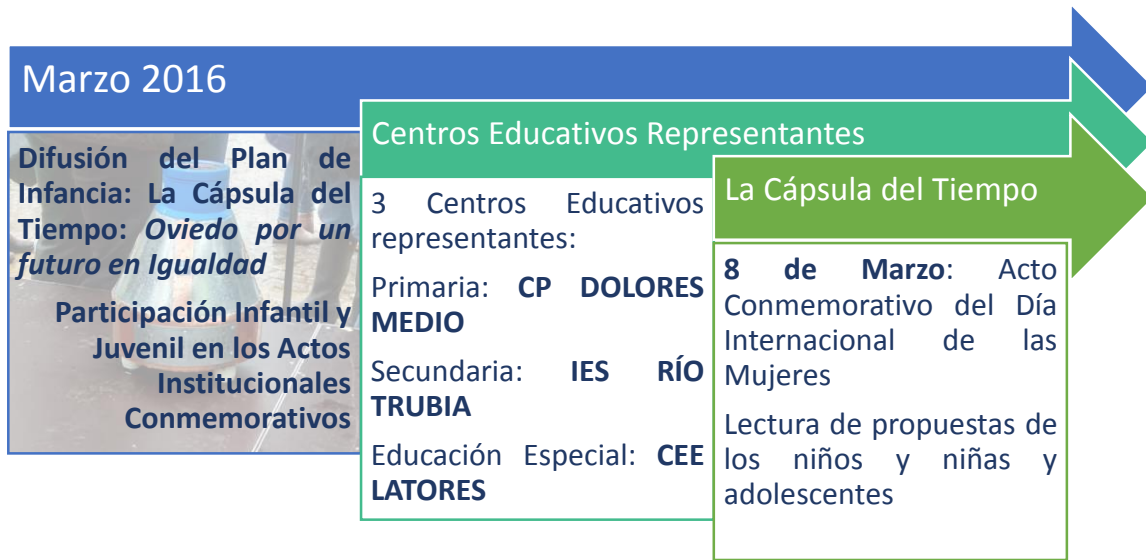 Marzo 2016
Difusión del Plan de
Infancia: La Cápsula del
Tiempo: Oviedo por un
futuro en Igualdad
Participación Infantil y
Juvenil en los Actos
Institucionales
Conmemorativos
Centros Educativos Representantes
3 Centros Educativos
representantes:
Primaria: CP DOLORES
MEDIO
Secundaria: IES RÍO
TRUBIA
Educación Especial: CEE
LATORES
La Cápsula del Tiempo
8 de Marzo: Acto
Conmemorativo del Día
Internacional de las
Mujeres
Lectura de propuestas de
los niños y niñas y
adolescentes